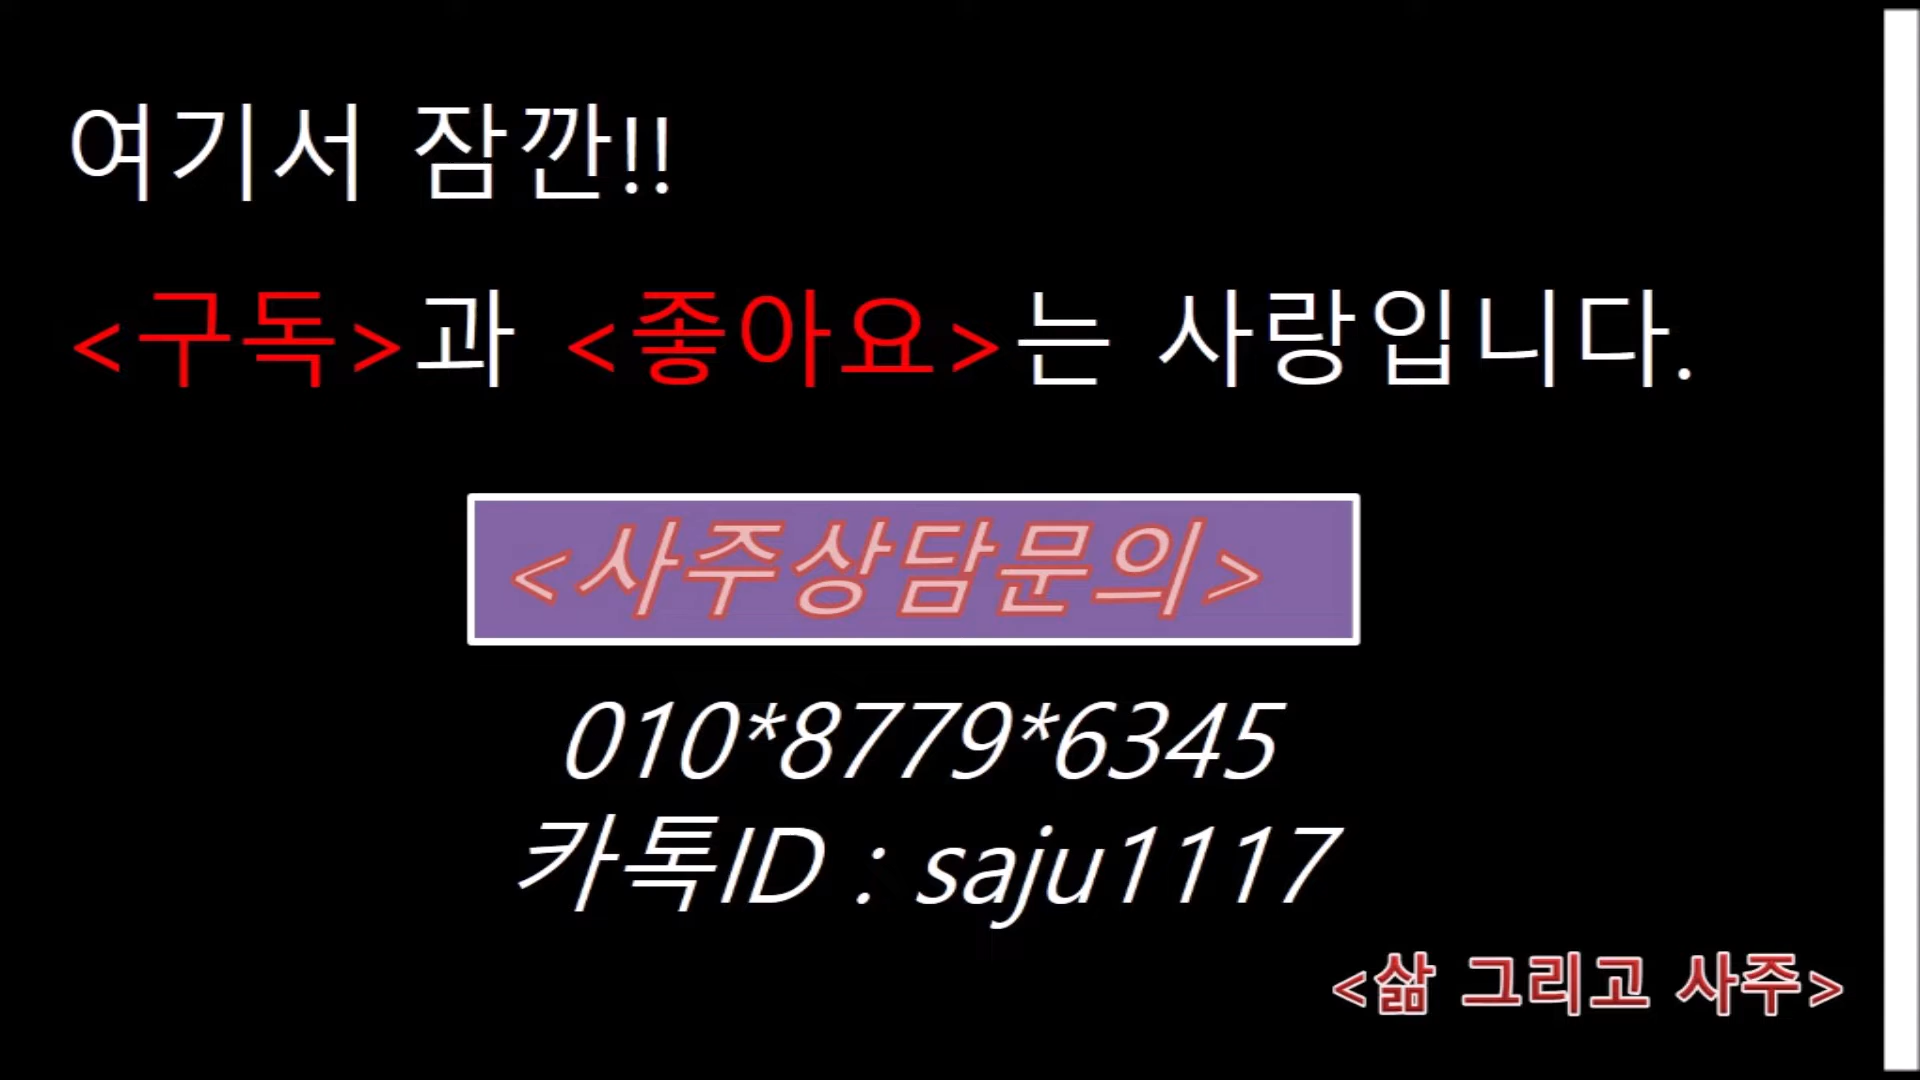 여기서 잠깐!!
<구독>과 <좋아요>는 사랑입니다.
<사주상담문의>
010*8779*6345
카톡ID : saju1117
<삶 그리고 사주>